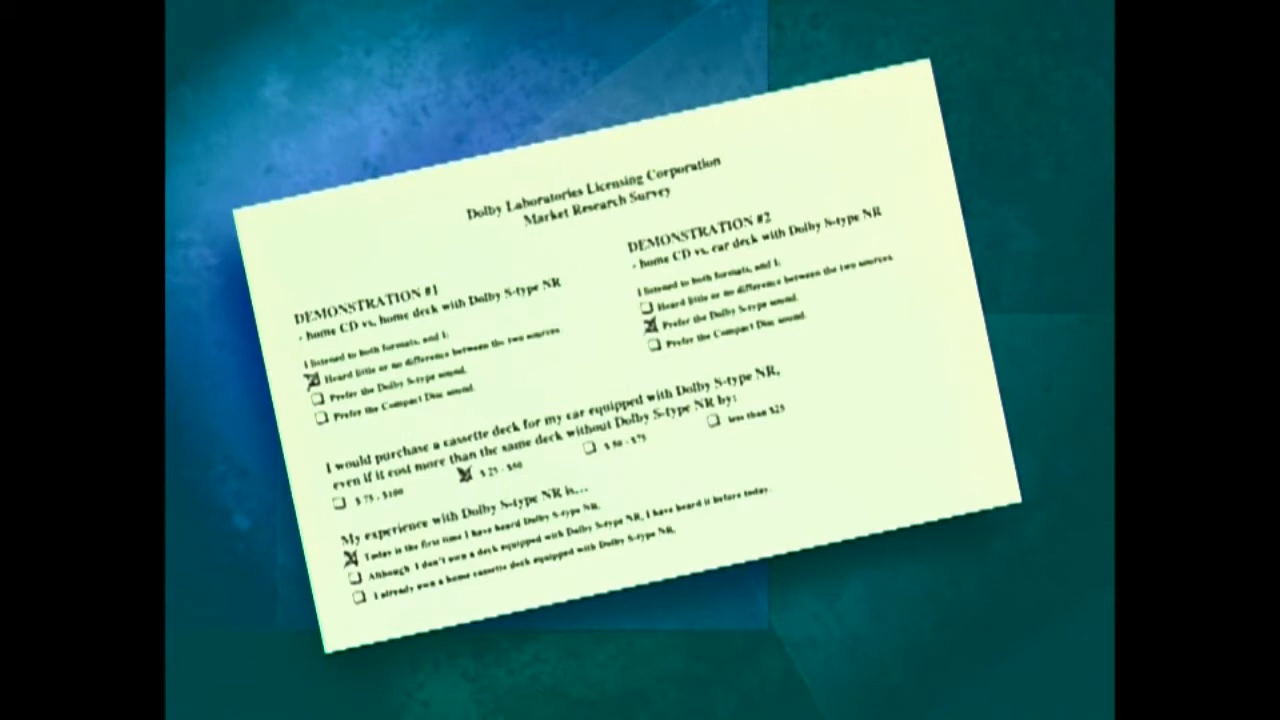 Dolby Laboratories Licensing Corporation
Market Research Survey
DEMONSTRATION #1
- home CD vs. home deck with Dolby S-type NR
I listened to both formats, and I:
Heard little or no difference between the two sources
Prefer the Dolby S-type sound.
Prefer the Compact Disc sound.
DEMONSTRATION #2
- home CD vs. car deck with Dolby S-type NR
I listened to both formats, and I:
Heard little or no difference between the two sources.
Prefer the Dolby S-type sound.
Prefer the Compact Disc sound.
I would purchase a cassette deck for my car equipped with Dolby S-type NR,
even if it cost more than the same deck without Dolby S-type NR by:
$ 75 - $100 $ 25 - $50 $ 50 - $75 less than $25
My experience with Dolby S-type NR is...
Today is the first time I have heard Dolby S-type NR.
Although I don't own a deck equipped with Dolby S-type NR, I have heard it before today.
I already own a home cassette deck equipped with Dolby S-type NR.